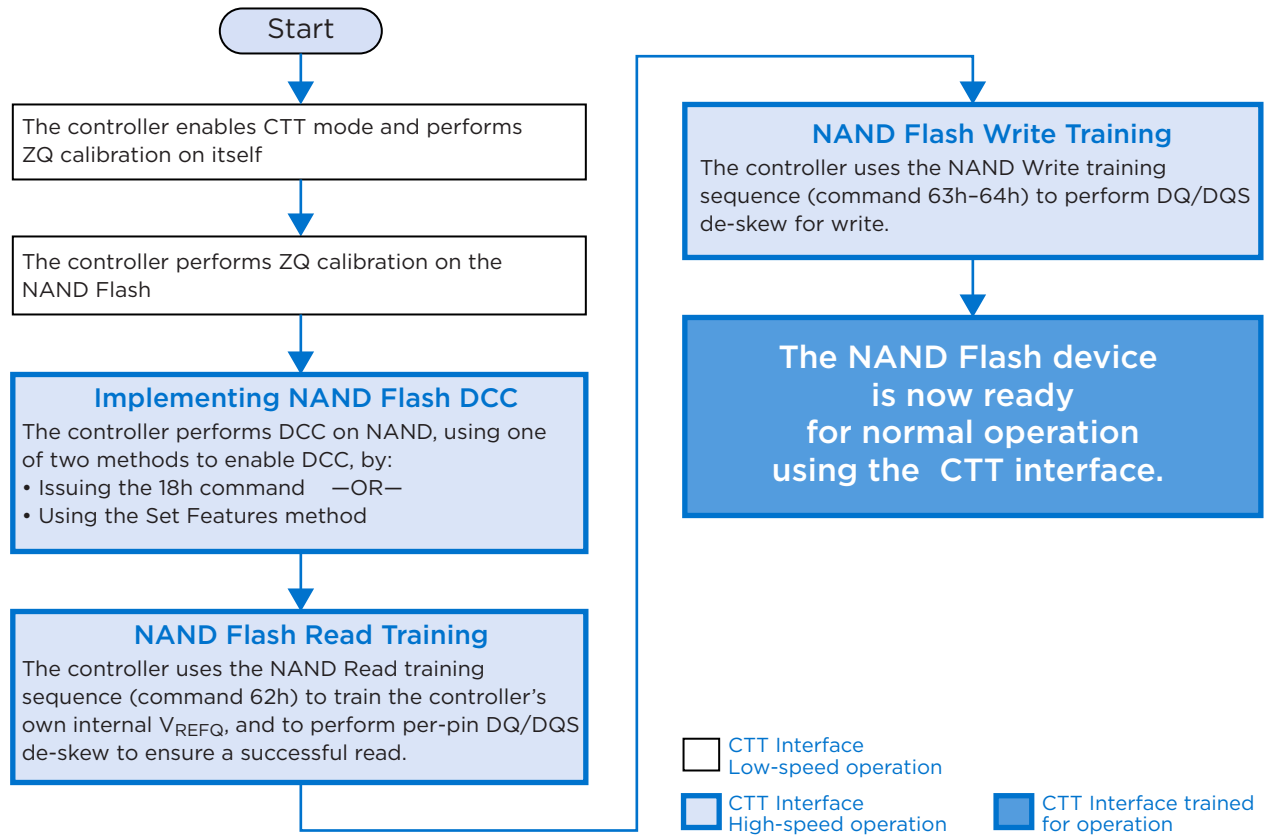 Start
The controller enables CTT mode and performs
ZQ calibration on itself
The controller performs ZQ calibration on the
NAND Flash
Implementing NAND Flash DCC
The controller performs DCC on NAND, using one
of two methods to enable DCC, by:
• Issuing the 18h command —OR—
• Using the Set Features method
NAND Flash Read Training
The controller uses the NAND Read training
sequence (command 62h) to train the controller’s
own internal VREFQ, and to perform per-pin DQ/DQS
de-skew to ensure a successful read.
NAND Flash Write Training
The controller uses the NAND Write training
sequence (command 63h–64h) to perform DQ/DQS
de-skew for write.
The NAND Flash device
is now ready
for normal operation
using the CTT interface.
CTT Interface
Low-speed operation
CTT Interface
High-speed operation
CTT Interface trained
for operation